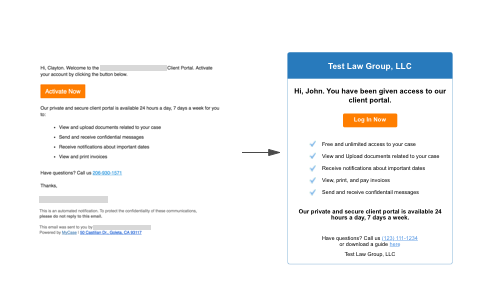 Hi, Clayton. Welcome to the Client Portal. Activate
your account by clicking the button below.
Activate Now
Our private and secure client portal is available 24 hours a day, 7 days a week for you
to:
• View and upload documents related to your case
• Send and receive confidential messages
• Receive notifications about important dates
• View and print invoices
Have questions? Call us
Thanks,
This is an automated notification. To protect the confidentiality of these communications,
please do not reply to this email.
This email was sent to you by
Powered by MyCase | 50 Castilian Dr., Goleta, CA 93117
Test Law Group, LLC
Hi, John. You have been given access to our
client portal.
Log In Now
Free and unlimited access to your case
View and Upload documents related to your case
Receive notifications about important dates
View, print, and pay invoices
Send and receive confidential messages
Our private and secure client portal is available 24
hours a day, 7 days a week.
Have questions? Call us (123) 111-1234
or download a guide here
Test Law Group, LLC